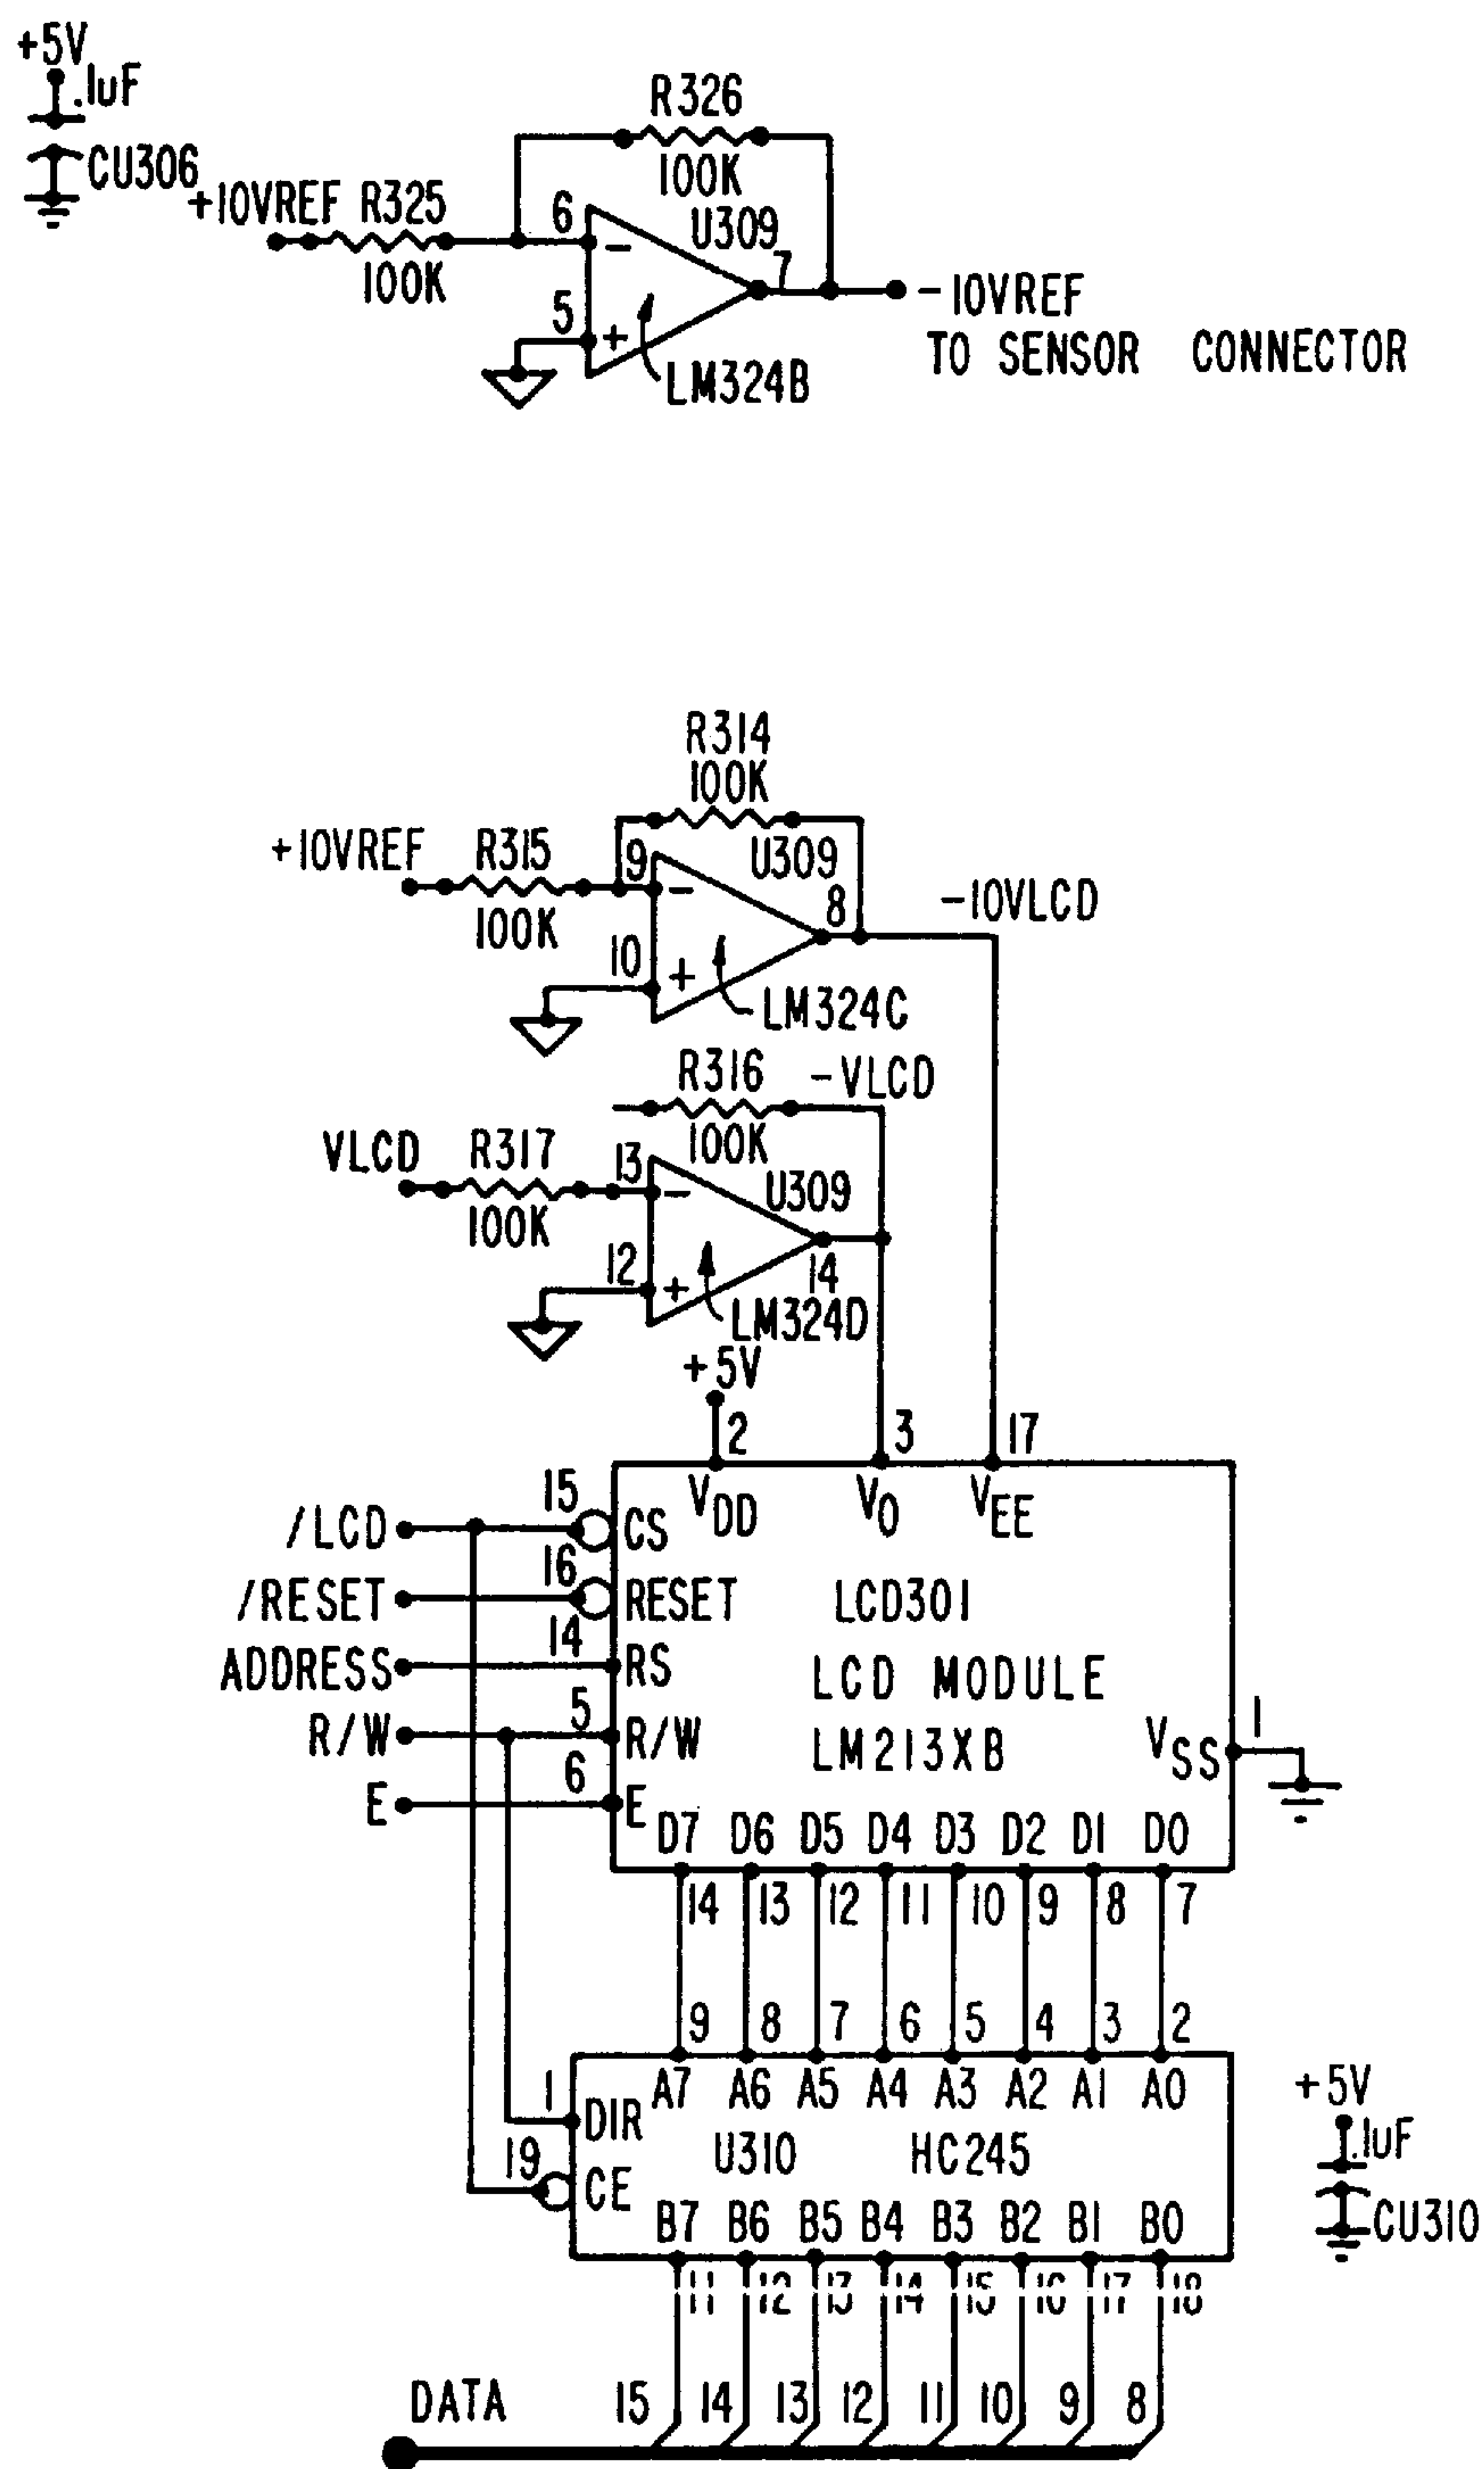 +5V
.1uF
CU306
R326
100K
+10VREF R325
100K
6
U309
7
5
-
+
LM324B
-10VREF
TO SENSOR CONNECTOR
R314
100K
+10VREF R315
100K
9
U309
8
-10VLCD
10
-
+
LM324C
R316 -VLCD
100K
VLCD R317
100K
13
U309
12
14
-
+
LM324D
+5V
2 3 17
VDD VO VEE
/LCD 15 CS
/RESET 16 RESET LCD301
ADDRESS 14 RS LCD MODULE
R/W 5 R/W LM213XB VSS 1
E 6 E
D7 D6 D5 D4 D3 D2 D1 D0
14 13 12 11 10 9 8 7
9 8 7 6 5 4 3 2
A7 A6 A5 A4 A3 A2 A1 A0
1 DIR U310 HC245
19 CE
B7 B6 B5 B4 B3 B2 B1 B0
+5V
.1uF
CU310
11 12 13 14 15 16 17 18
DATA 15 14 13 12 11 10 9 8